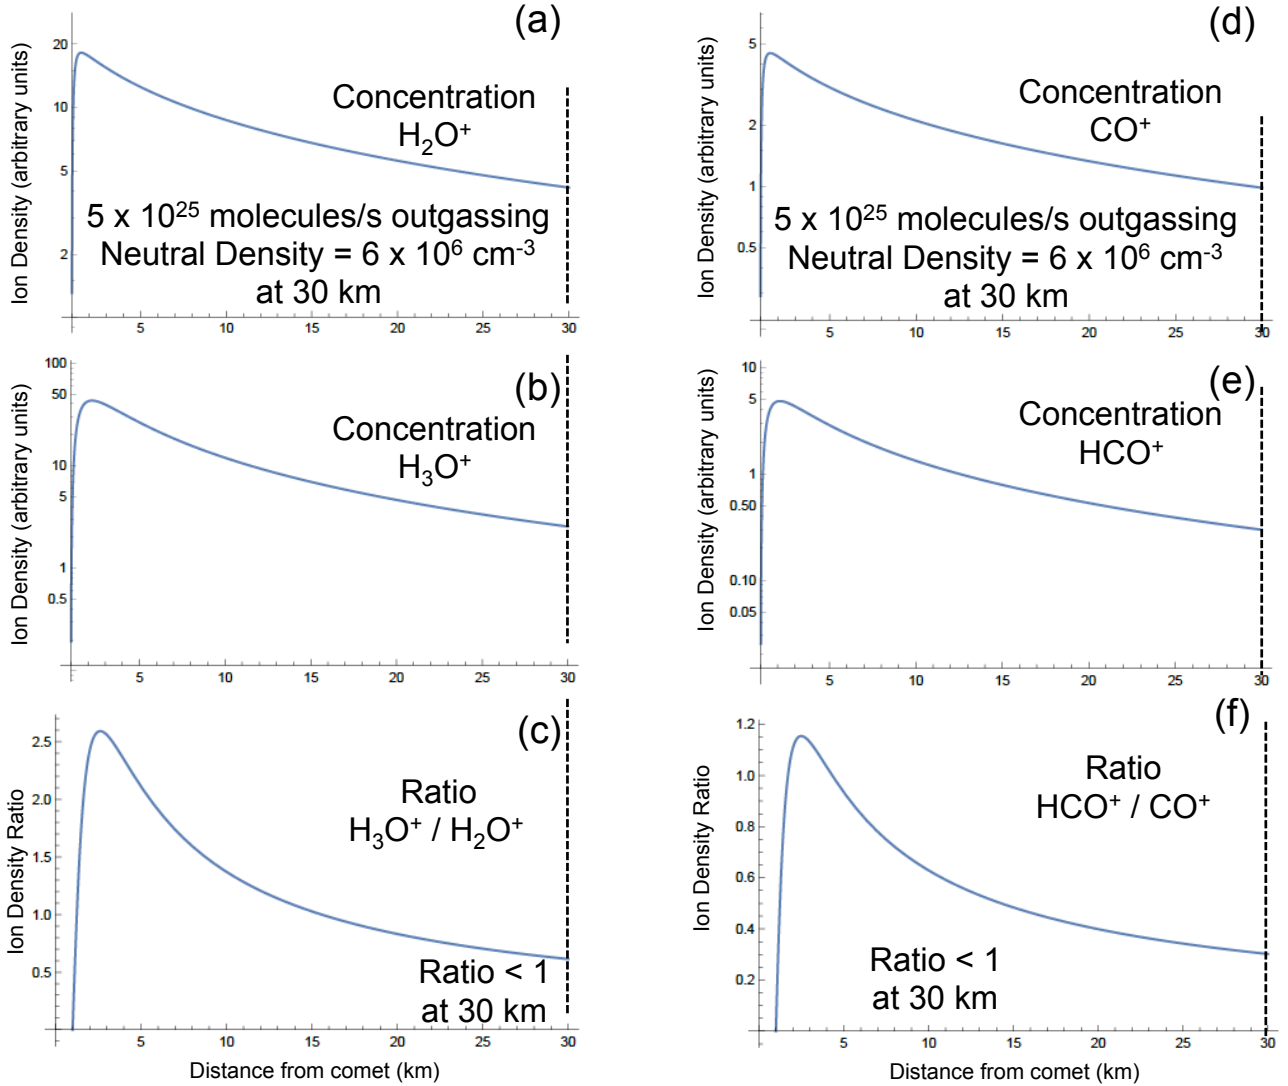 (a)
Ion Density (arbitrary units)
20
10
5
2
Concentration
H₂O⁺
5 x 10²⁵ molecules/s outgassing
Neutral Density = 6 x 10⁶ cm⁻³
at 30 km
5 10 15 20 25 30
(d)
Ion Density (arbitrary units)
5
2
1
0.5
Concentration
CO⁺
5 x 10²⁵ molecules/s outgassing
Neutral Density = 6 x 10⁶ cm⁻³
at 30 km
5 10 15 20 25 30
(b)
Ion Density (arbitrary units)
100
50
10
5
1
0.5
Concentration
H₃O⁺
5 10 15 20 25 30
(e)
Ion Density (arbitrary units)
10
5
1
0.50
0.10
0.05
Concentration
HCO⁺
5 10 15 20 25 30
(c)
Ion Density Ratio
2.5
2.0
1.5
1.0
0.5
Ratio
H₃O⁺ / H₂O⁺
Ratio < 1
at 30 km
5 10 15 20 25 30
Distance from comet (km)
(f)
Ion Density Ratio
1.2
1.0
0.8
0.6
0.4
0.2
Ratio
HCO⁺ / CO⁺
Ratio < 1
at 30 km
5 10 15 20 25 30
Distance from comet (km)